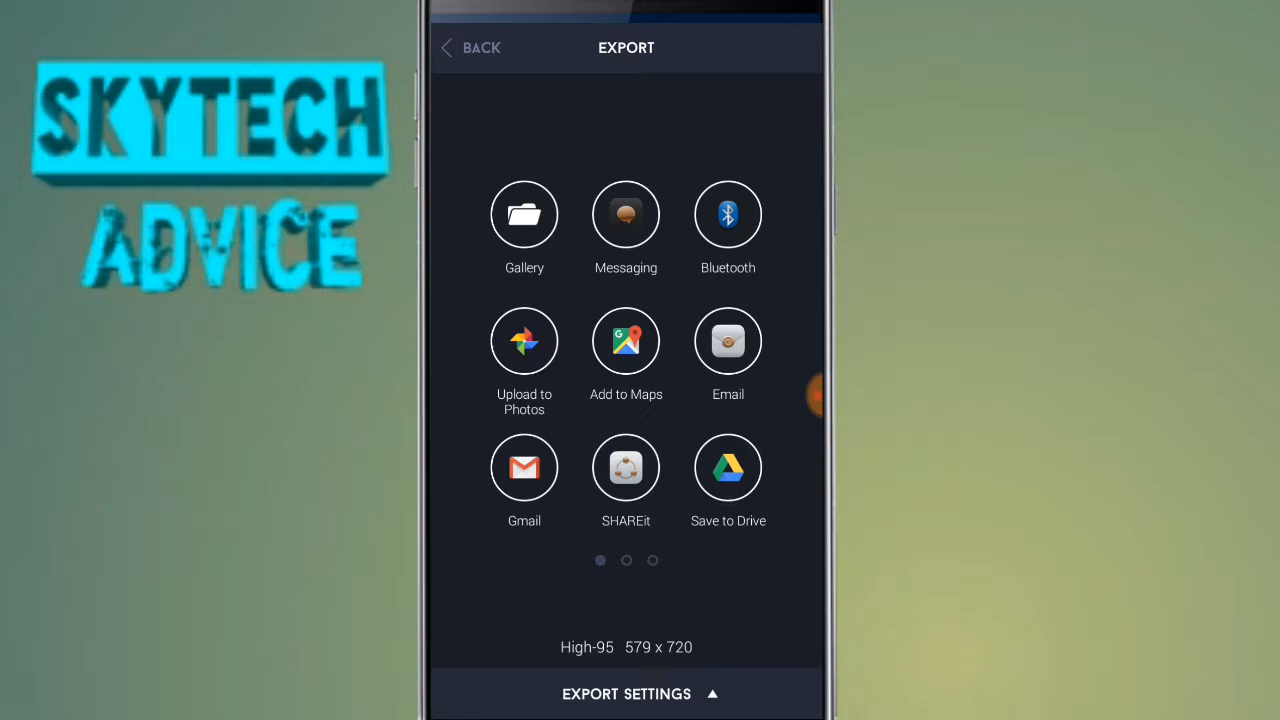 SKYTECH
ADVICE
BACK
EXPORT
Gallery
Messaging
Bluetooth
Upload to
Photos
Add to Maps
Email
Gmail
SHAREit
Save to Drive
High-95 579 x 720
EXPORT SETTINGS